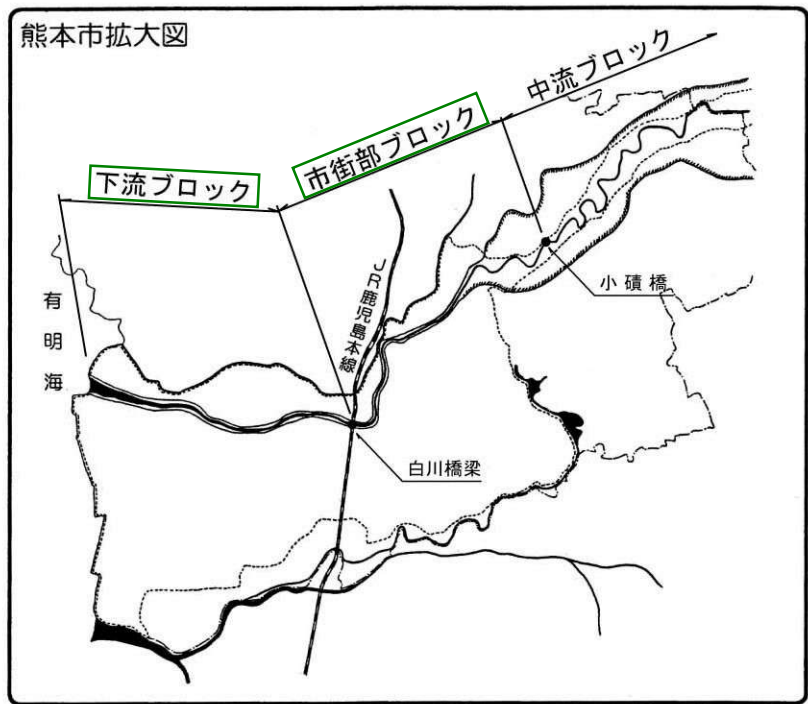 熊本市拡大図
中流ブロック
市街部ブロック
下流ブロック
JR鹿児島本線
有明海
小磧橋
白川橋梁